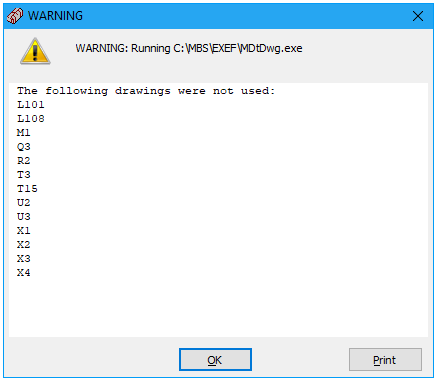 WARNING
WARNING: Running C:\MBS\EXEF\MDtDwg.exe
The following drawings were not used:
L101
L108
M1
Q3
R2
T3
T15
U2
U3
X1
X2
X3
X4
OK
Print